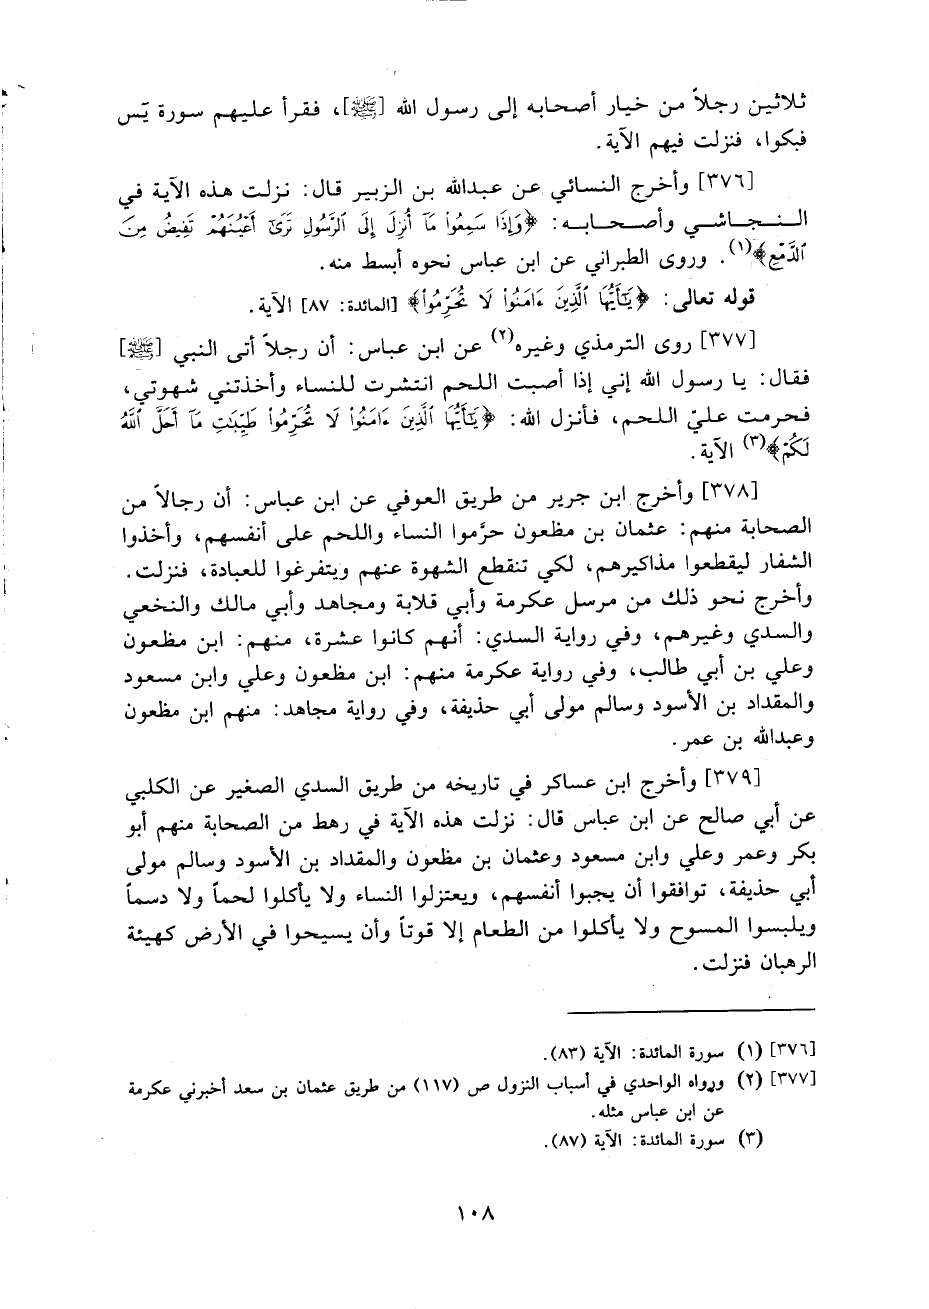 ثلاثين رجلاً من خيار أصحابه إلى رسول الله [ﷺ]، فقرأ عليهم سورة يّس
فبكوا، فنزلت فيهم الآية.
[٣٧٦] وأخرج النسائي عن عبدالله بن الزبير قال: نزلت هذه الآية في
النجاشي وأصحابه: ﴿وَإِذَا سَمِعُوا۟ مَآ أُنزِلَ إِلَى ٱلرَّسُولِ تَرَىٰٓ أَعْيُنَهُمْ تَفِيضُ مِنَ
ٱلدَّمْعِ﴾(١). وروى الطبراني عن ابن عباس نحوه أبسط منه.
قوله تعالى: ﴿يَٰٓأَيُّهَا ٱلَّذِينَ ءَامَنُوا۟ لَا تُحَرِّمُوا۟﴾ [المائدة: ٨٧] الآية.
[٣٧٧] روى الترمذي وغيره(٢) عن ابن عباس: أن رجلاً أتى النبي [ﷺ]
فقال: يا رسول الله إني إذا أصبت اللحم انتشرت للنساء وأخذتني شهوتي،
فحرمت عليّ اللحم، فأنزل الله: ﴿يَٰٓأَيُّهَا ٱلَّذِينَ ءَامَنُوا۟ لَا تُحَرِّمُوا۟ طَيِّبَٰتِ مَآ أَحَلَّ ٱللَّهُ
لَكُمْ﴾(٣) الآية.
[٣٧٨] وأخرج ابن جرير من طريق العوفي عن ابن عباس: أن رجالاً من
الصحابة منهم: عثمان بن مظعون حرَّموا النساء واللحم على أنفسهم، وأخذوا
الشفار ليقطعوا مذاكيرهم، لكي تنقطع الشهوة عنهم ويتفرغوا للعبادة، فنزلت.
وأخرج نحو ذلك من مرسل عكرمة وأبي قلابة ومجاهد وأبي مالك والنخعي
والسدي وغيرهم، وفي رواية السدي: أنهم كانوا عشرة، منهم: ابن مظعون
وعلي بن أبي طالب، وفي رواية عكرمة منهم: ابن مظعون وعلي وابن مسعود
والمقداد بن الأسود وسالم مولى أبي حذيفة، وفي رواية مجاهد: منهم ابن مظعون
وعبدالله بن عمر.
[٣٧٩] وأخرج ابن عساكر في تاريخه من طريق السدي الصغير عن الكلبي
عن أبي صالح عن ابن عباس قال: نزلت هذه الآية في رهط من الصحابة منهم أبو
بكر وعمر وعلي وابن مسعود وعثمان بن مظعون والمقداد بن الأسود وسالم مولى
أبي حذيفة، توافقوا أن يجبوا أنفسهم، ويعتزلوا النساء ولا يأكلوا لحماً ولا دسماً
ويلبسوا المسوح ولا يأكلوا من الطعام إلا قوتاً وأن يسيحوا في الأرض كهيئة
الرهبان فنزلت.
[٣٧٦] (١) سورة المائدة: الآية (٨٣).
[٣٧٧] (٢) ورواه الواحدي في أسباب النزول ص (١١٧) من طريق عثمان بن سعد أخبرني عكرمة
عن ابن عباس مثله.
(٣) سورة المائدة: الآية (٨٧).
١٠٨